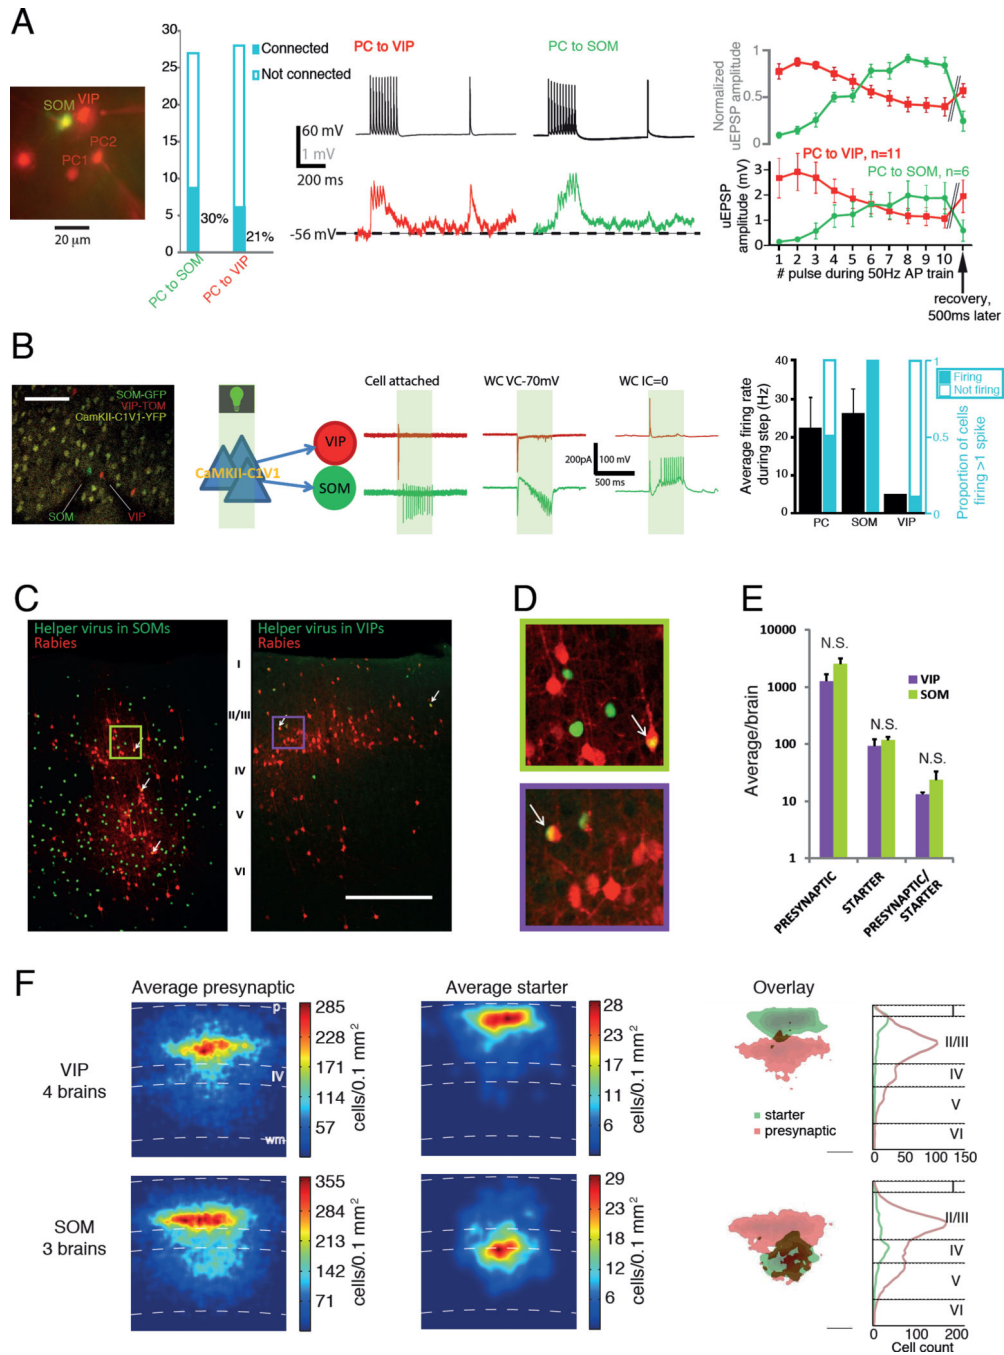 A
30
25
20
15
10
5
0
Connected
Not connected
30%
21%
PC to SOM
PC to VIP
SOM
VIP
PC2
PC1
20 µm
PC to VIP
PC to SOM
60 mV
1 mV
200 ms
-56 mV
Normalized
uEPSP amplitude
1
0.5
0
PC to VIP, n=11
PC to SOM, n=6
uEPSP
amplitude (mV)
4
3
2
1
0
1 2 3 4 5 6 7 8 9 10
# pulse during 50Hz AP train
recovery,
500ms later
B
SOM-GFP
VIP-TOM
CamKII-C1V1-YFP
SOM
VIP
CaMKII-C1V1
VIP
SOM
Cell attached
WC VC-70mV
WC IC=0
200pA
100 mV
500 ms
Average firing rate
during step (Hz)
40
30
20
10
0
PC
SOM
VIP
1
0.5
0
Firing
Not firing
Proportion of cells
firing >1 spike
C
Helper virus in SOMs
Rabies
Helper virus in VIPs
Rabies
I
II/III
IV
V
VI
D
E
Average/brain
10000
1000
100
10
1
N.S.
N.S.
N.S.
VIP
SOM
PRESYNAPTIC
STARTER
PRESYNAPTIC/
STARTER
F
Average presynaptic
Average starter
Overlay
VIP
4 brains
p
IV
wm
285
228
171
114
57
cells/0.1 mm²
28
23
17
11
6
cells/0.1 mm²
starter
presynaptic
I
II/III
IV
V
VI
0 50 100 150
SOM
3 brains
355
284
213
142
71
cells/0.1 mm²
29
24
18
12
6
cells/0.1 mm²
I
II/III
IV
V
VI
0 100 200
Cell count